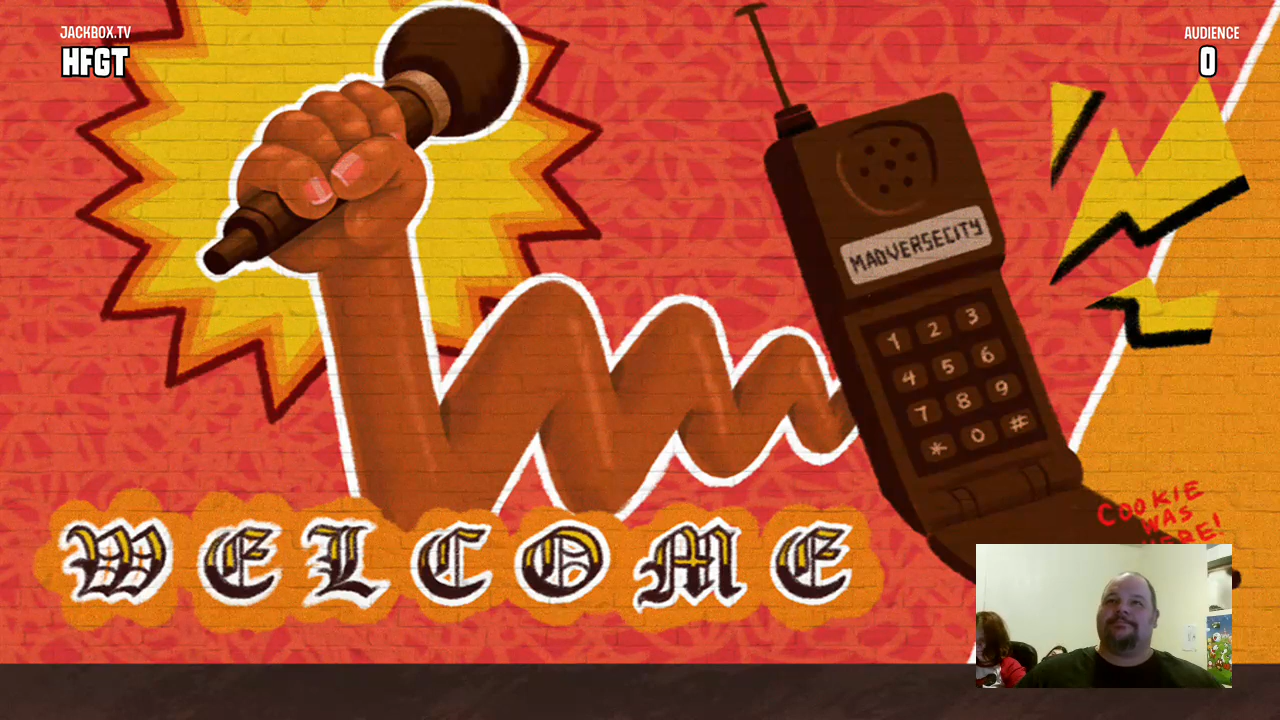 JACKBOX.TV
HFGT
AUDIENCE
0
MADVERSECITY
1 2 3
4 5 6
7 8 9
* 0 #
COOKIE
WAS
WELCOME